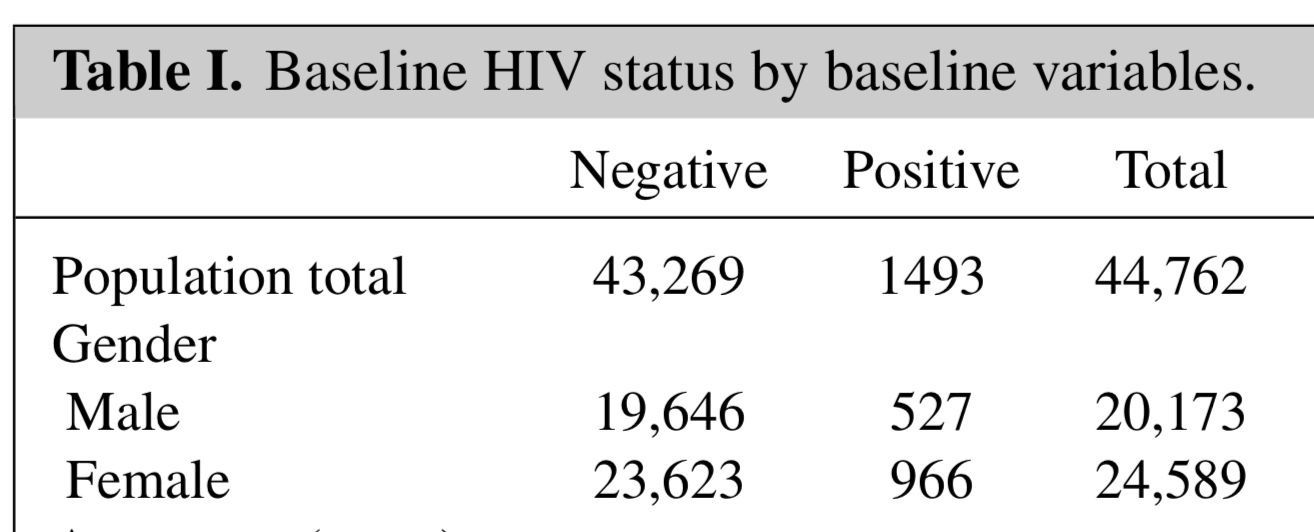 Table I. Baseline HIV status by baseline variables.
Negative Positive Total
Population total 43,269 1493 44,762
Gender
Male 19,646 527 20,173
Female 23,623 966 24,589